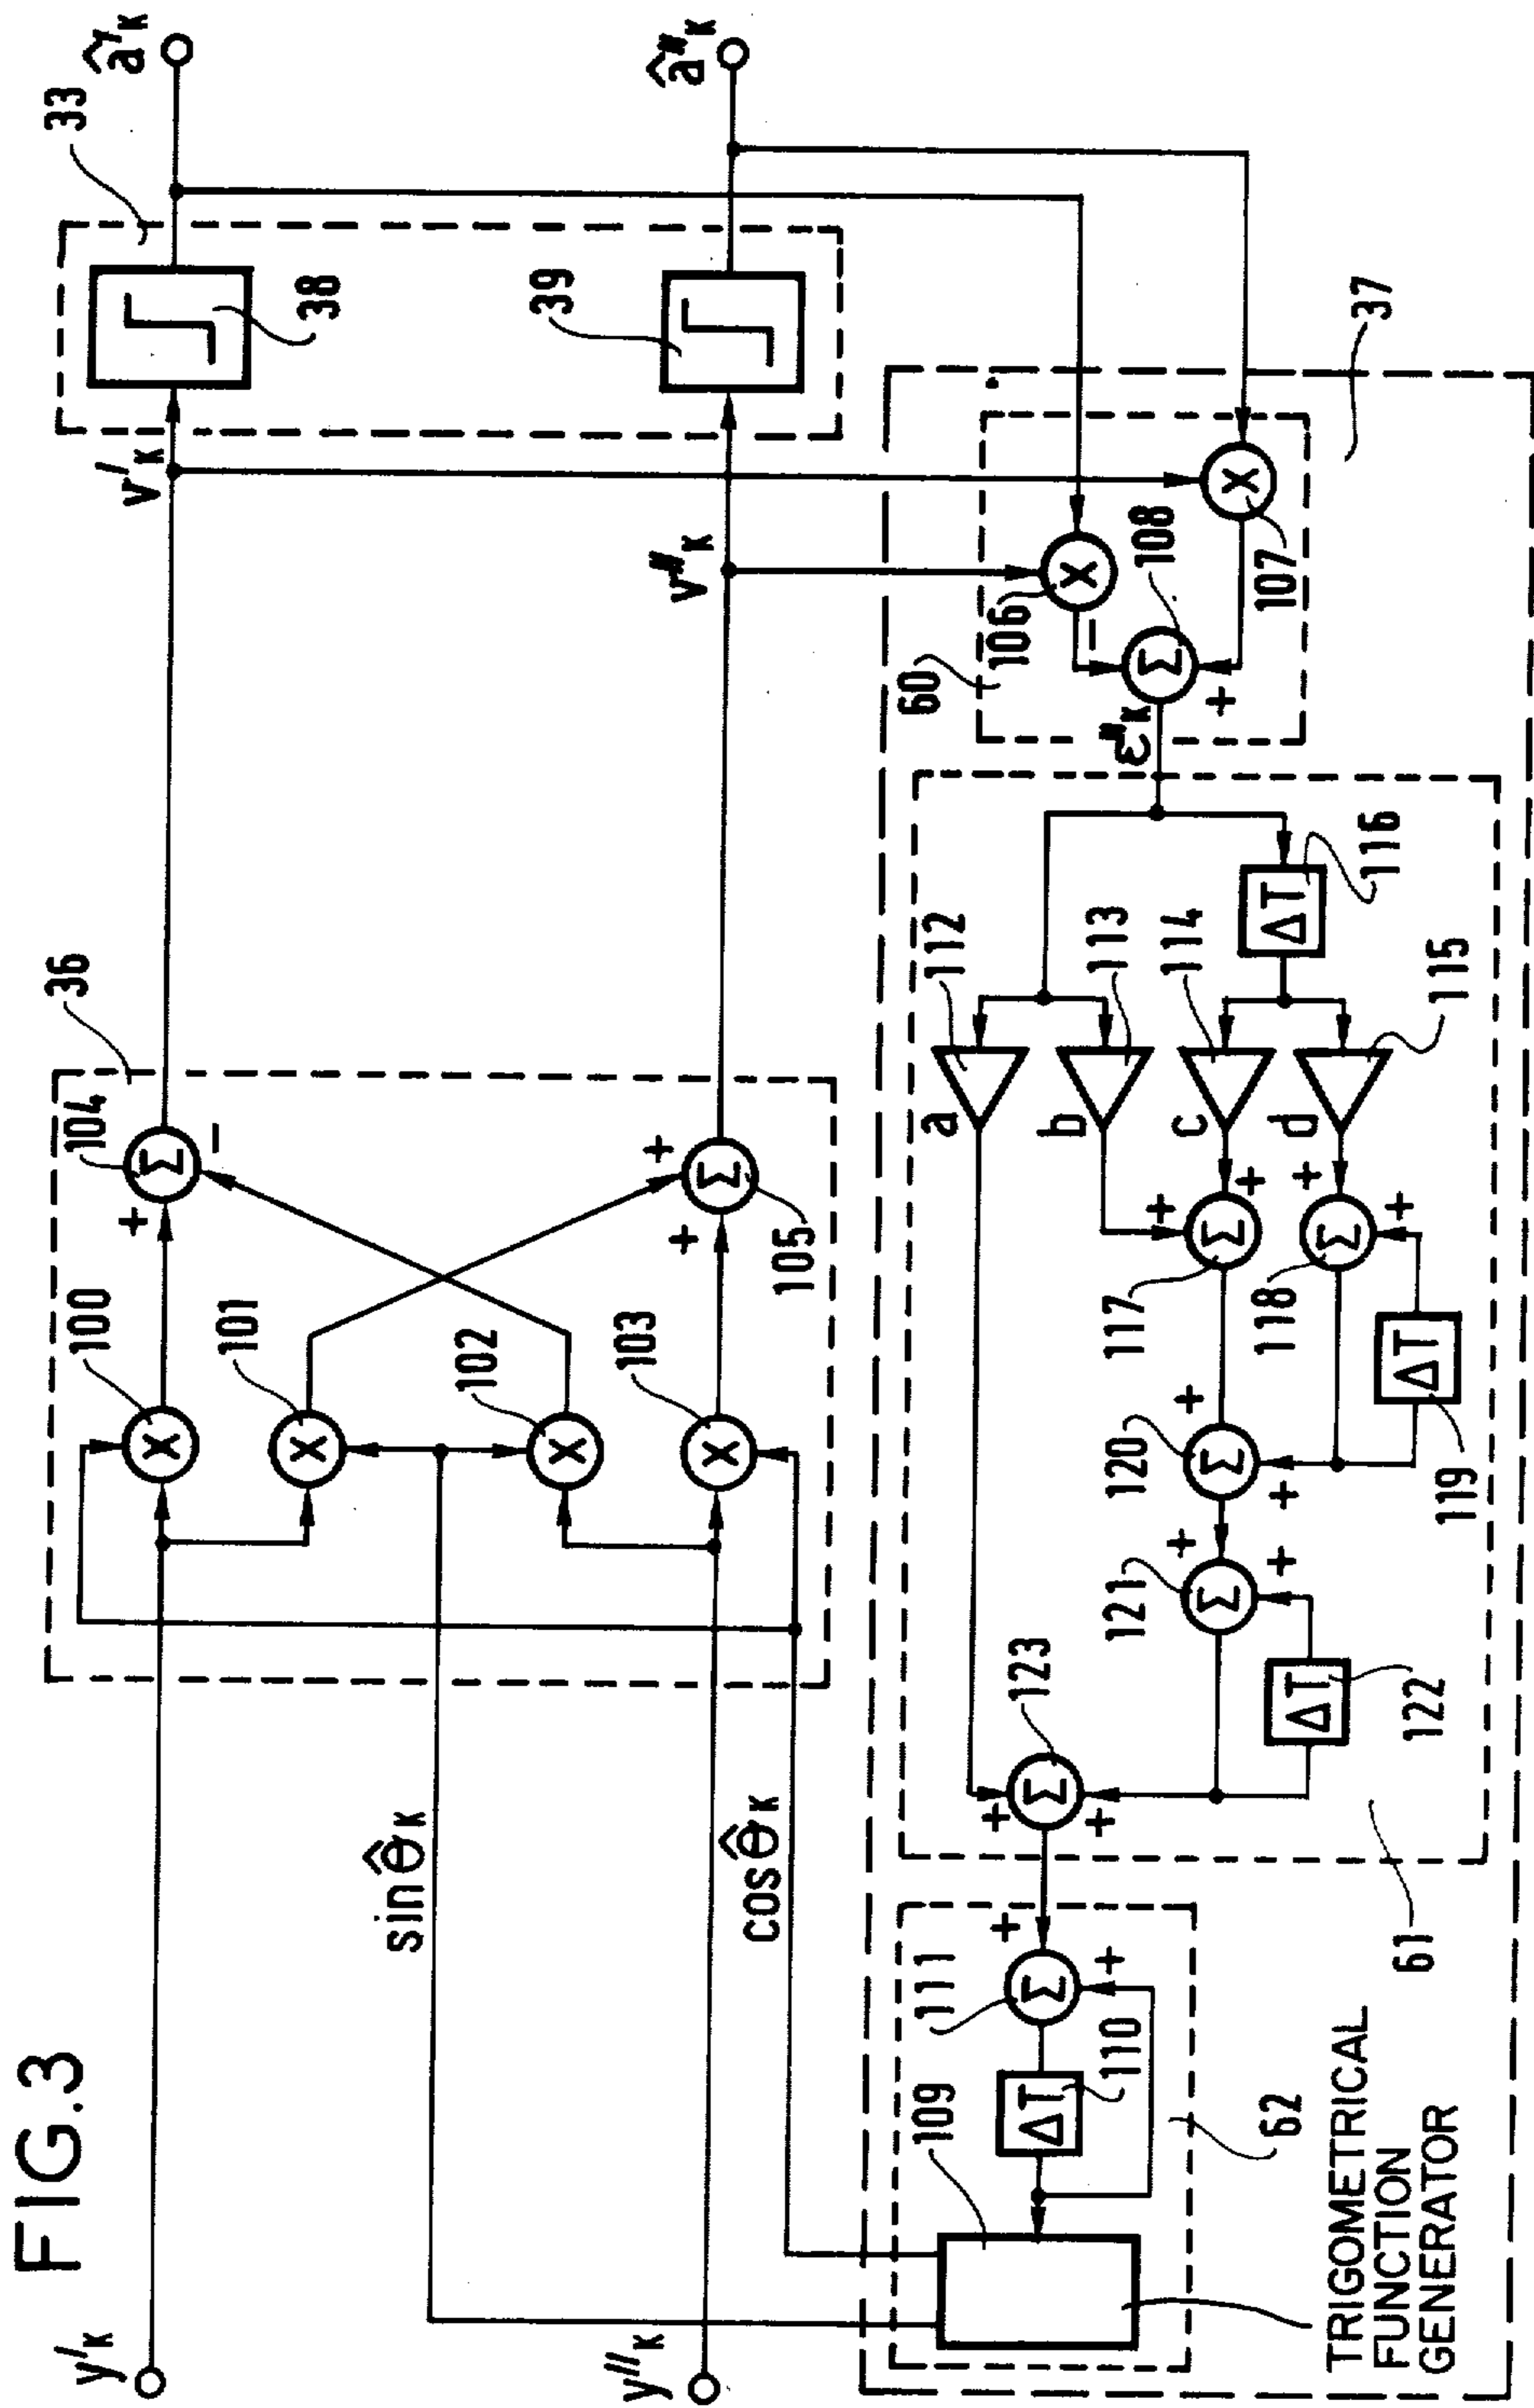 FIG.3
y'K
y''K
sinθ̂K
cosθ̂K
36
100
101
102
103
104
105
X
X
X
X
Σ
Σ
+
-
+
+
v'K
v''K
33
38
39
â'K
â''K
37
60
106
107
108
X
X
Σ
-
+
ε''K
61
112
113
114
115
116
a
b
c
d
ΔT
117
118
119
Σ
Σ
ΔT
+
+
+
+
120
121
122
123
Σ
Σ
ΔT
Σ
+
+
+
+
+
+
62
109
110
111
ΔT
Σ
+
+
TRIGOMETRICAL
FUNCTION
GENERATOR